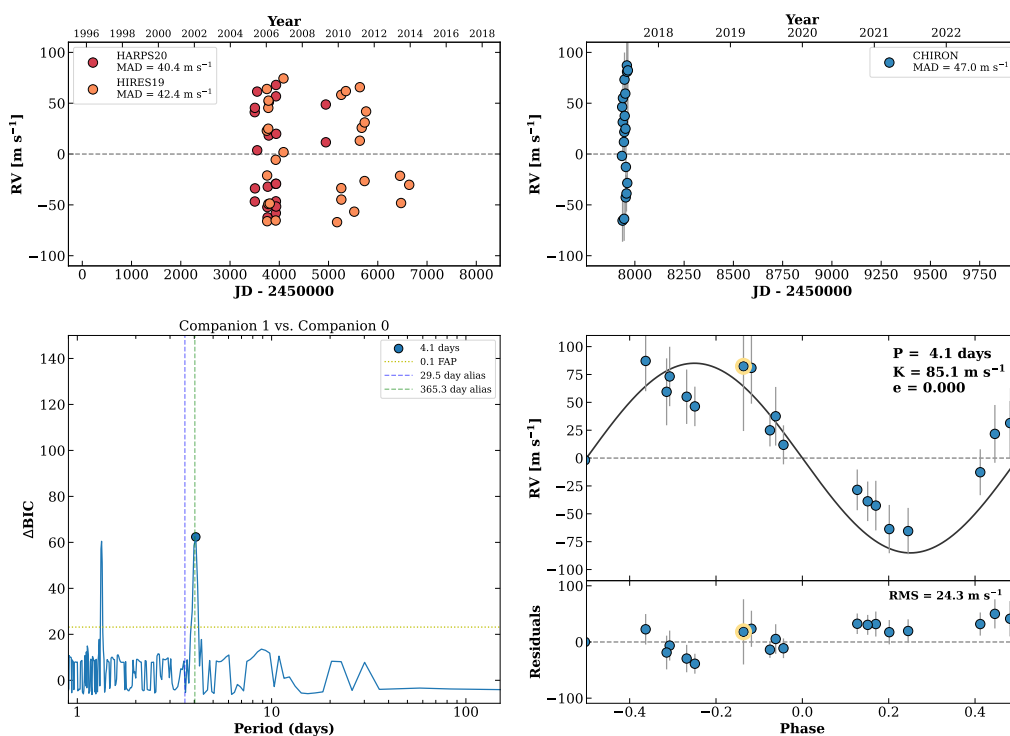 Year
1996 1998 2000 2002 2004 2006 2008 2010 2012 2014 2016 2018
HARPS20
MAD = 40.4 m s⁻¹
HIRES19
MAD = 42.4 m s⁻¹
RV [m s⁻¹]
100
50
0
−50
−100
0 1000 2000 3000 4000 5000 6000 7000 8000
JD - 2450000
Year
2018 2019 2020 2021 2022
CHIRON
MAD = 47.0 m s⁻¹
RV [m s⁻¹]
100
50
0
−50
−100
8000 8250 8500 8750 9000 9250 9500 9750
JD - 2450000
Companion 1 vs. Companion 0
4.1 days
0.1 FAP
29.5 day alias
365.3 day alias
ΔBIC
140
120
100
80
60
40
20
0
1 10 100
Period (days)
P = 4.1 days
K = 85.1 m s⁻¹
e = 0.000
RV [m s⁻¹]
100
75
50
25
0
−25
−50
−75
RMS = 24.3 m s⁻¹
Residuals
100
0
−100
−0.4 −0.2 0.0 0.2 0.4
Phase